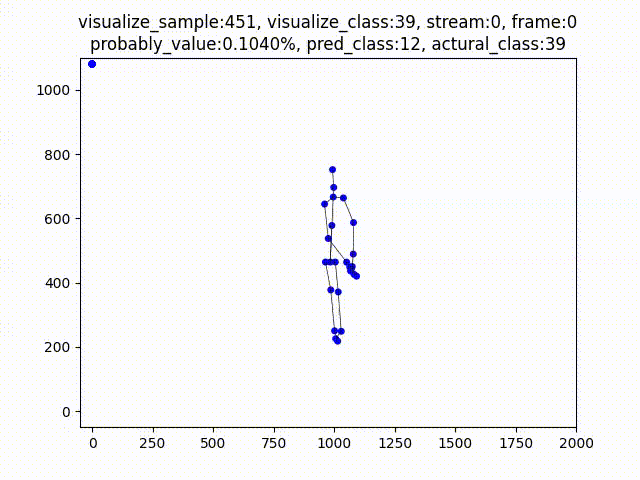 visualize_sample:451, visualize_class:39, stream:0, frame:0
probably_value:0.1040%, pred_class:12, actural_class:39
1000
800
600
400
200
0
0 250 500 750 1000 1250 1500 1750 2000